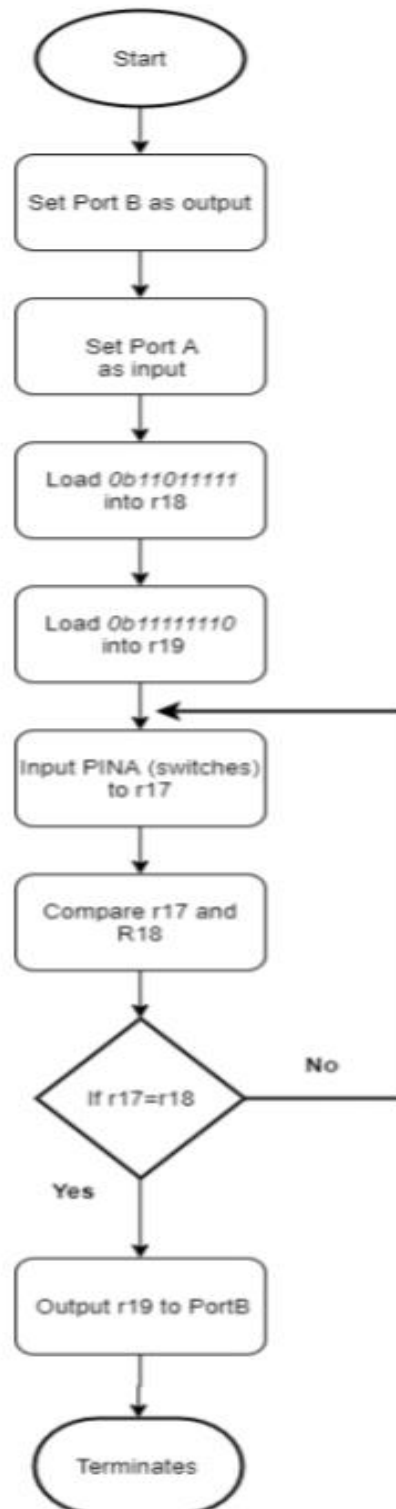 Start
Set Port B as output
Set Port A
as input
Load 0b11011111
into r18
Load 0b11111110
into r19
Input PINA (switches)
to r17
Compare r17 and
R18
If r17=r18
No
Yes
Output r19 to PortB
Terminates